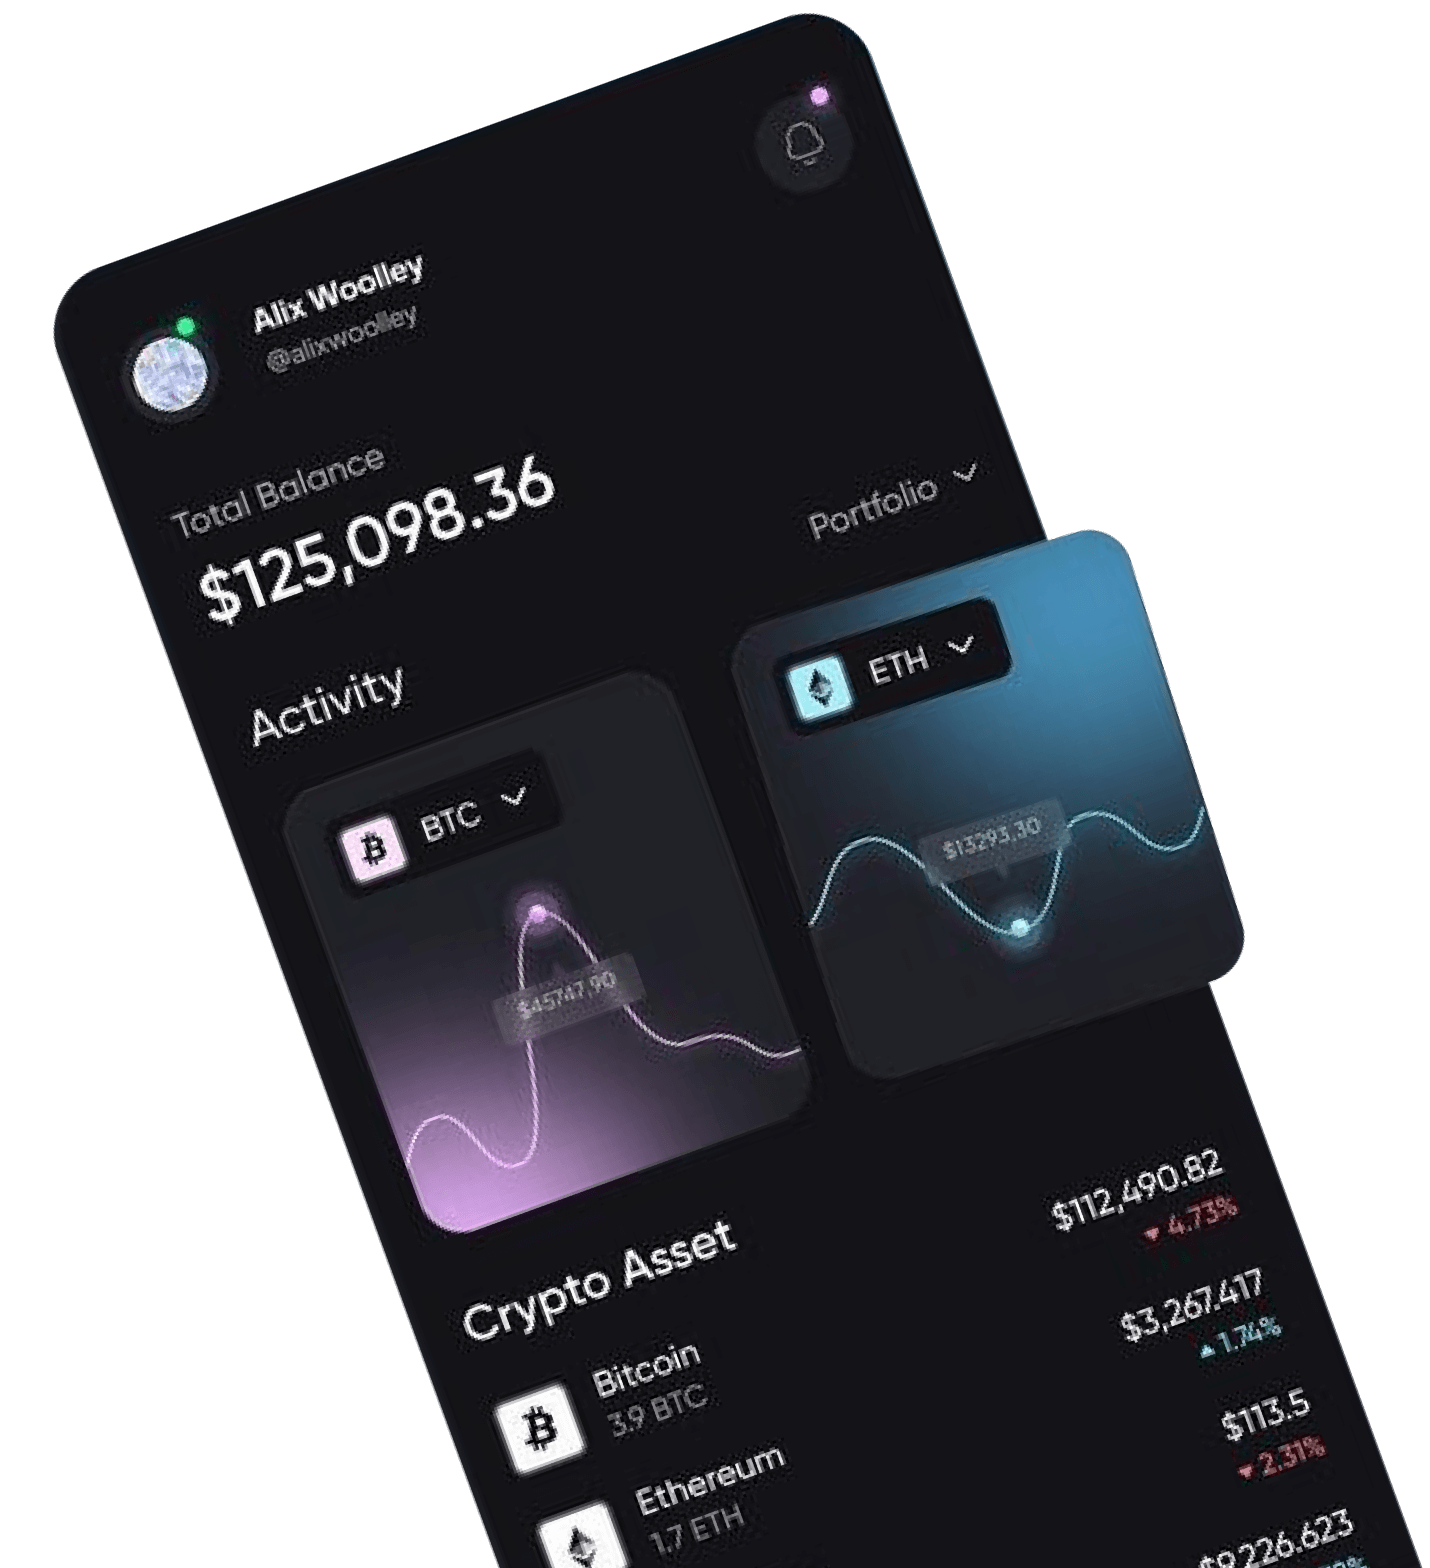 Alix Woolley
@alixwoolley
Total Balance
$125,098.36
Portfolio
Activity
BTC
ETH
$13293.30
Crypto Asset
Bitcoin
3.9 BTC
$112,490.82
4.73%
Ethereum
1.7 ETH
$3,267.417
1.74%
$113.5
2.31%
$9,226.623